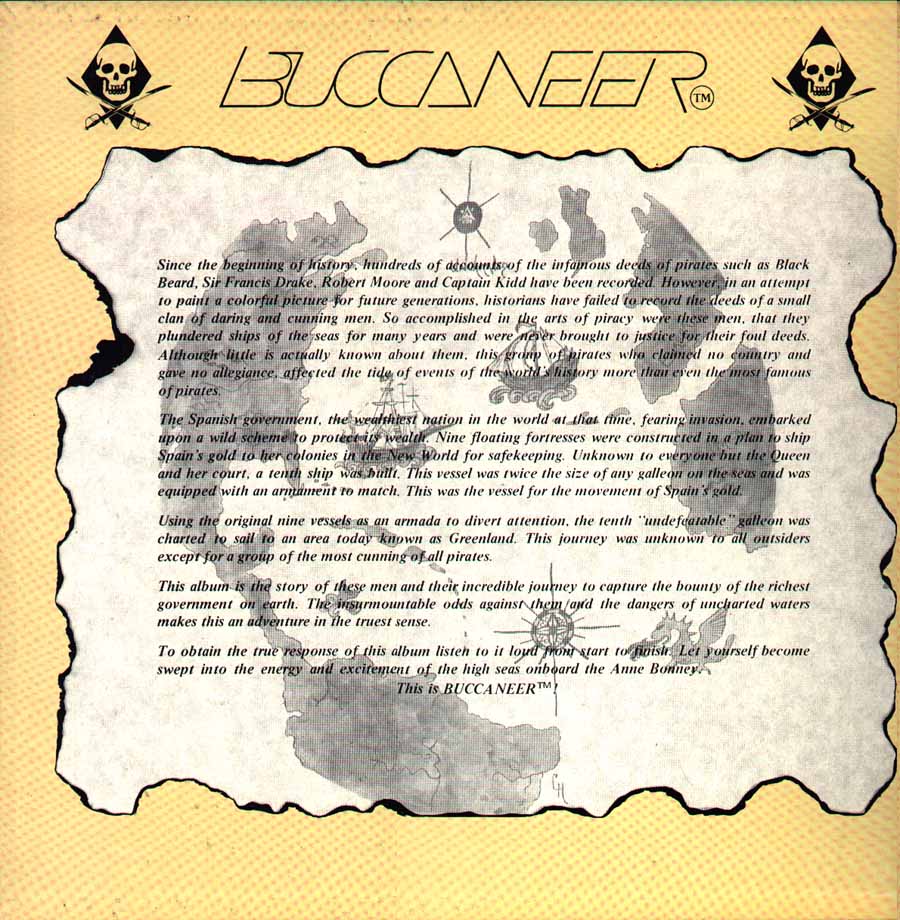 BUCCANEER TM
Since the beginning of history, hundreds of accounts of the infamous deeds of pirates such as Black
Beard, Sir Francis Drake, Robert Moore and Captain Kidd have been recorded. However, in an attempt
to paint a colorful picture for future generations, historians have failed to record the deeds of a small
clan of daring and cunning men. So accomplished in the arts of piracy were these men, that they
plundered ships of the seas for many years and were never brought to justice for their foul deeds.
Although little is actually known about them, this group of pirates who claimed no country and
gave no allegiance, affected the tide of events of the world's history more than even the most famous
of pirates.
The Spanish government, the wealthiest nation in the world at that time, fearing invasion, embarked
upon a wild scheme to protect its wealth. Nine floating fortresses were constructed in a plan to ship
Spain's gold to her colonies in the New World for safekeeping. Unknown to everyone but the Queen
and her court, a tenth ship was built. This vessel was twice the size of any galleon on the seas and was
equipped with an armament to match. This was the vessel for the movement of Spain's gold.
Using the original nine vessels as an armada to divert attention, the tenth "undefeatable" galleon was
charted to sail to an area today known as Greenland. This journey was unknown to all outsiders
except for a group of the most cunning of all pirates.
This album is the story of these men and their incredible journey to capture the bounty of the richest
government on earth. The insurmountable odds against them and the dangers of uncharted waters
makes this an adventure in the truest sense.
To obtain the true response of this album listen to it loud from start to finish. Let yourself become
swept into the energy and excitement of the high seas onboard the Anne Bonney.
This is BUCCANEER™!